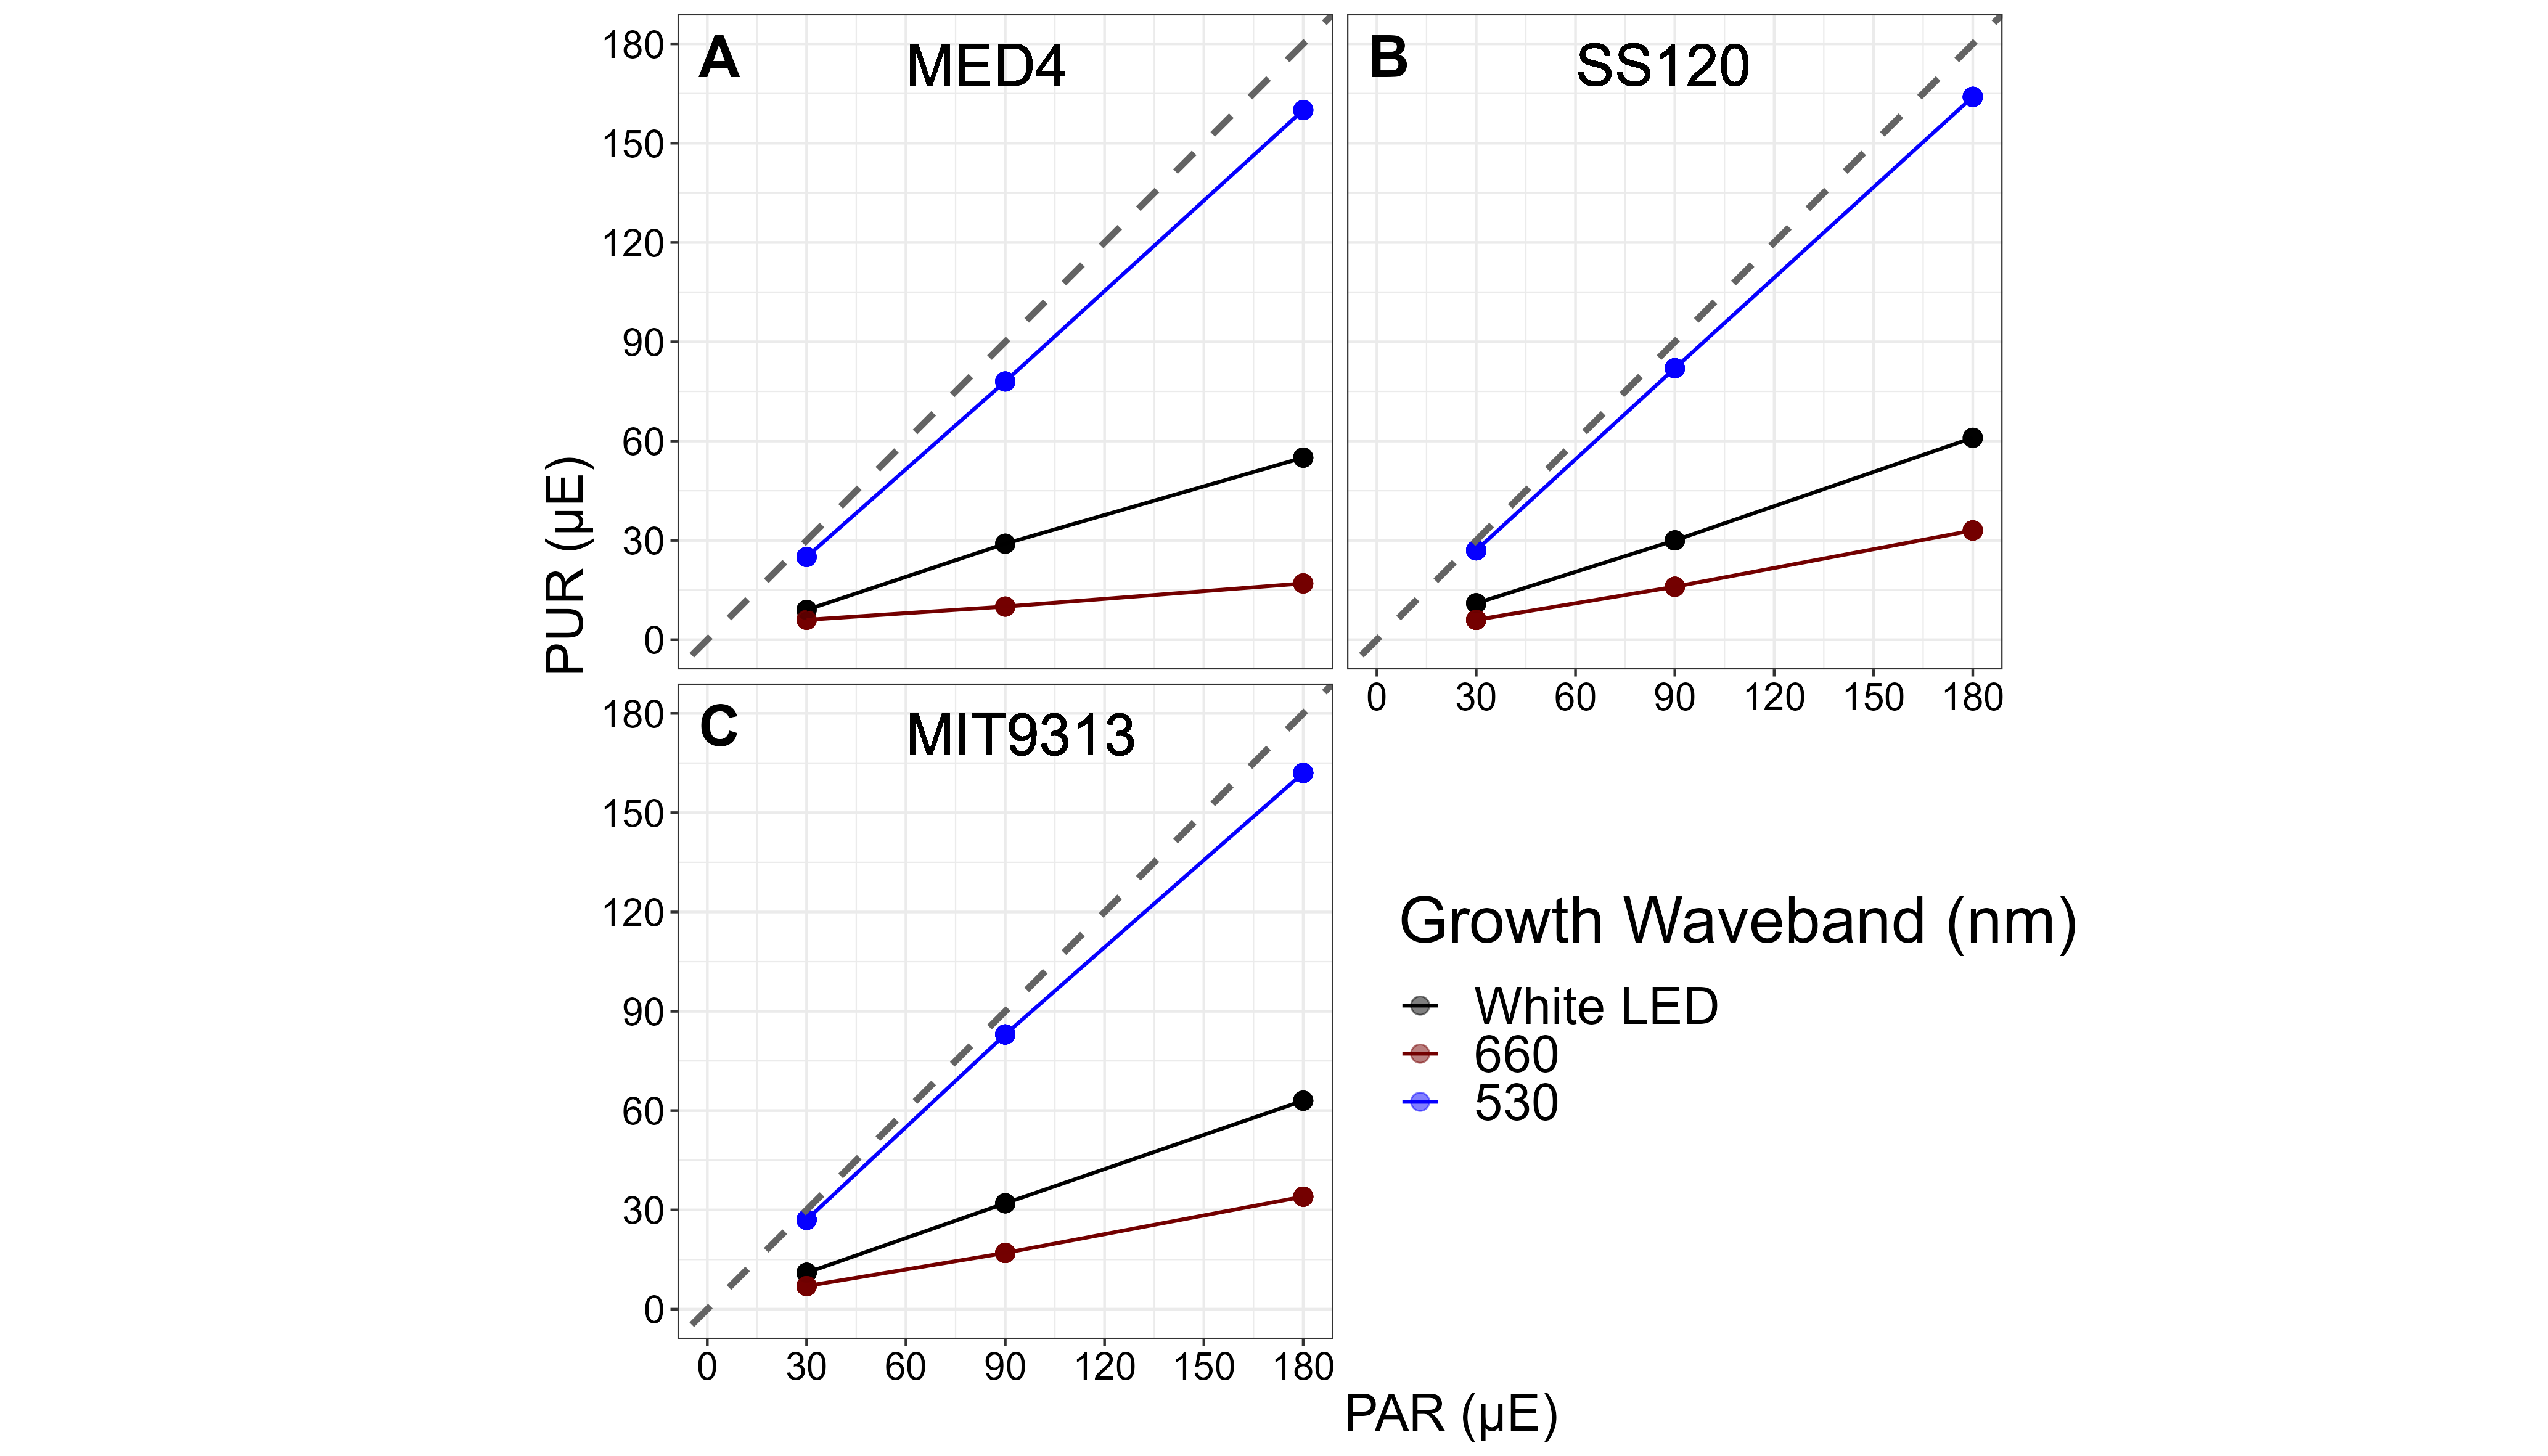 A MED4
B SS120
180
150
120
90
60
30
0
0 30 60 90 120 150 180
PUR (µE)
C MIT9313
180
150
120
90
60
30
0
0 30 60 90 120 150 180
PAR (µE)
Growth Waveband (nm)
White LED
660
530